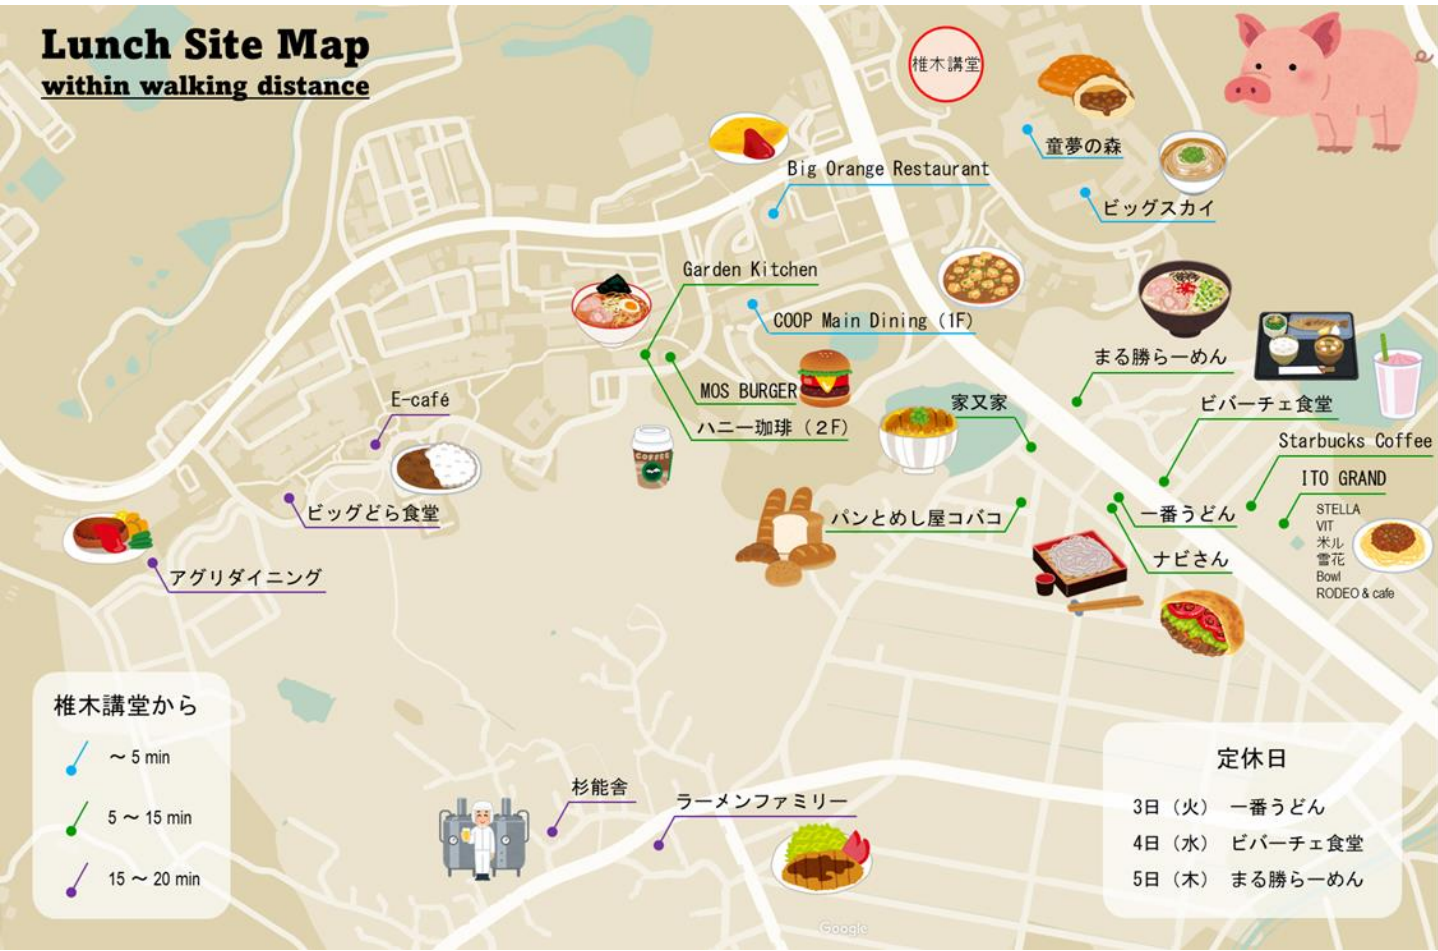 Lunch Site Map
within walking distance
椎木講堂
童夢の森
Big Orange Restaurant
ビッグスカイ
Garden Kitchen
COOP Main Dining (1F)
まる勝らーめん
MOS BURGER
E-café
家又家
ビバーチェ食堂
ハニー珈琲（２F）
COFFEE
Starbucks Coffee
ITO GRAND
STELLA
VIT
米ル
雪花
Bowl
RODEO & cafe
ビッグどら食堂
パンとめし屋コバコ
一番うどん
ナビさん
アグリダイニング
椎木講堂から
～ 5 min
5 ～ 15 min
15 ～ 20 min
杉能舎
ラーメンファミリー
定休日
3日（火） 一番うどん
4日（水） ビバーチェ食堂
5日（木） まる勝らーめん
Google